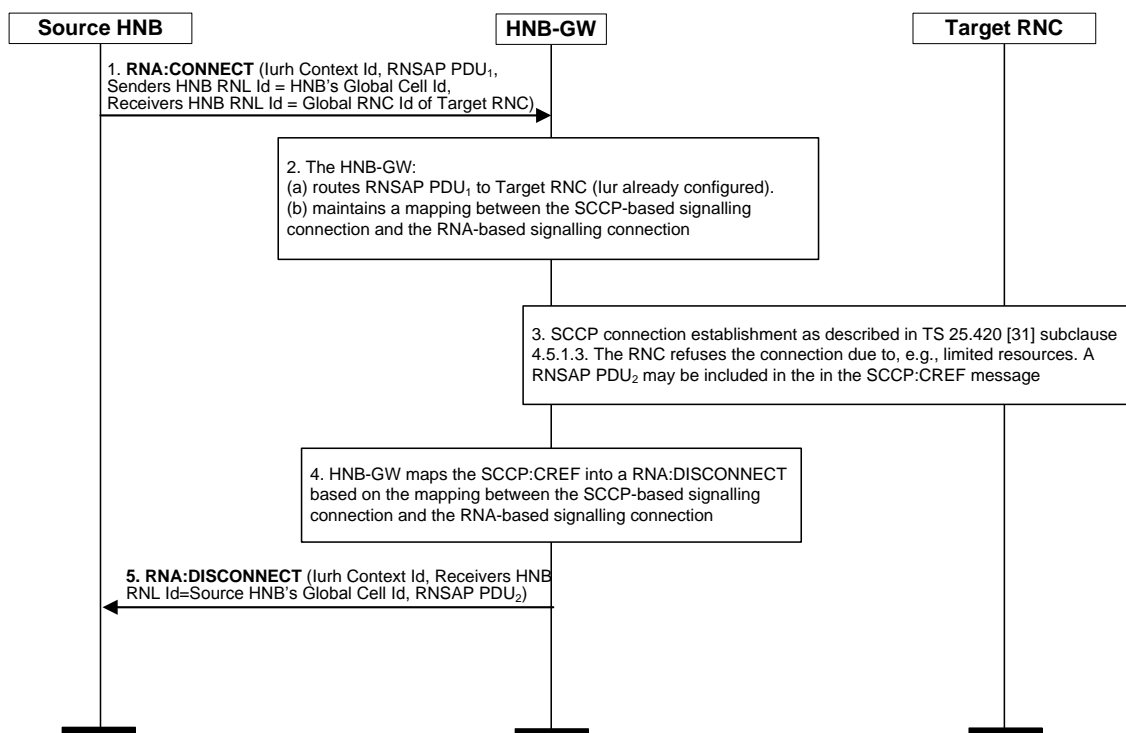 Source HNB
HNB-GW
Target RNC
1. RNA:CONNECT (Iurh Context Id, RNSAP PDU₁,
Senders HNB RNL Id = HNB's Global Cell Id,
Receivers HNB RNL Id = Global RNC Id of Target RNC)
2. The HNB-GW:
(a) routes RNSAP PDU₁ to Target RNC (Iur already configured).
(b) maintains a mapping between the SCCP-based signalling
connection and the RNA-based signalling connection
3. SCCP connection establishment as described in TS 25.420 [31] subclause
4.5.1.3. The RNC refuses the connection due to, e.g., limited resources. A
RNSAP PDU₂ may be included in the in the SCCP:CREF message
4. HNB-GW maps the SCCP:CREF into a RNA:DISCONNECT
based on the mapping between the SCCP-based signalling
connection and the RNA-based signalling connection
5. RNA:DISCONNECT (Iurh Context Id, Receivers HNB
RNL Id=Source HNB's Global Cell Id, RNSAP PDU₂)